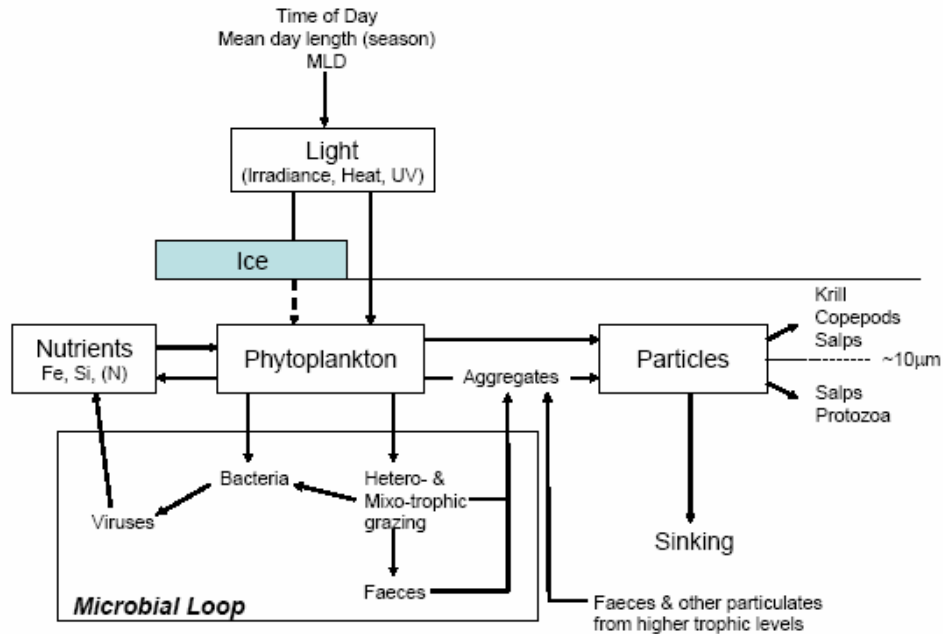 Time of Day
Mean day length (season)
MLD
Light
(Irradiance, Heat, UV)
Ice
Krill
Copepods
Salps
~10μm
Salps
Protozoa
Nutrients
Fe, Si, (N)
Phytoplankton
Aggregates
Particles
Bacteria
Hetero- &
Mixo-trophic
grazing
Viruses
Faeces
Microbial Loop
Sinking
Faeces & other particulates
from higher trophic levels